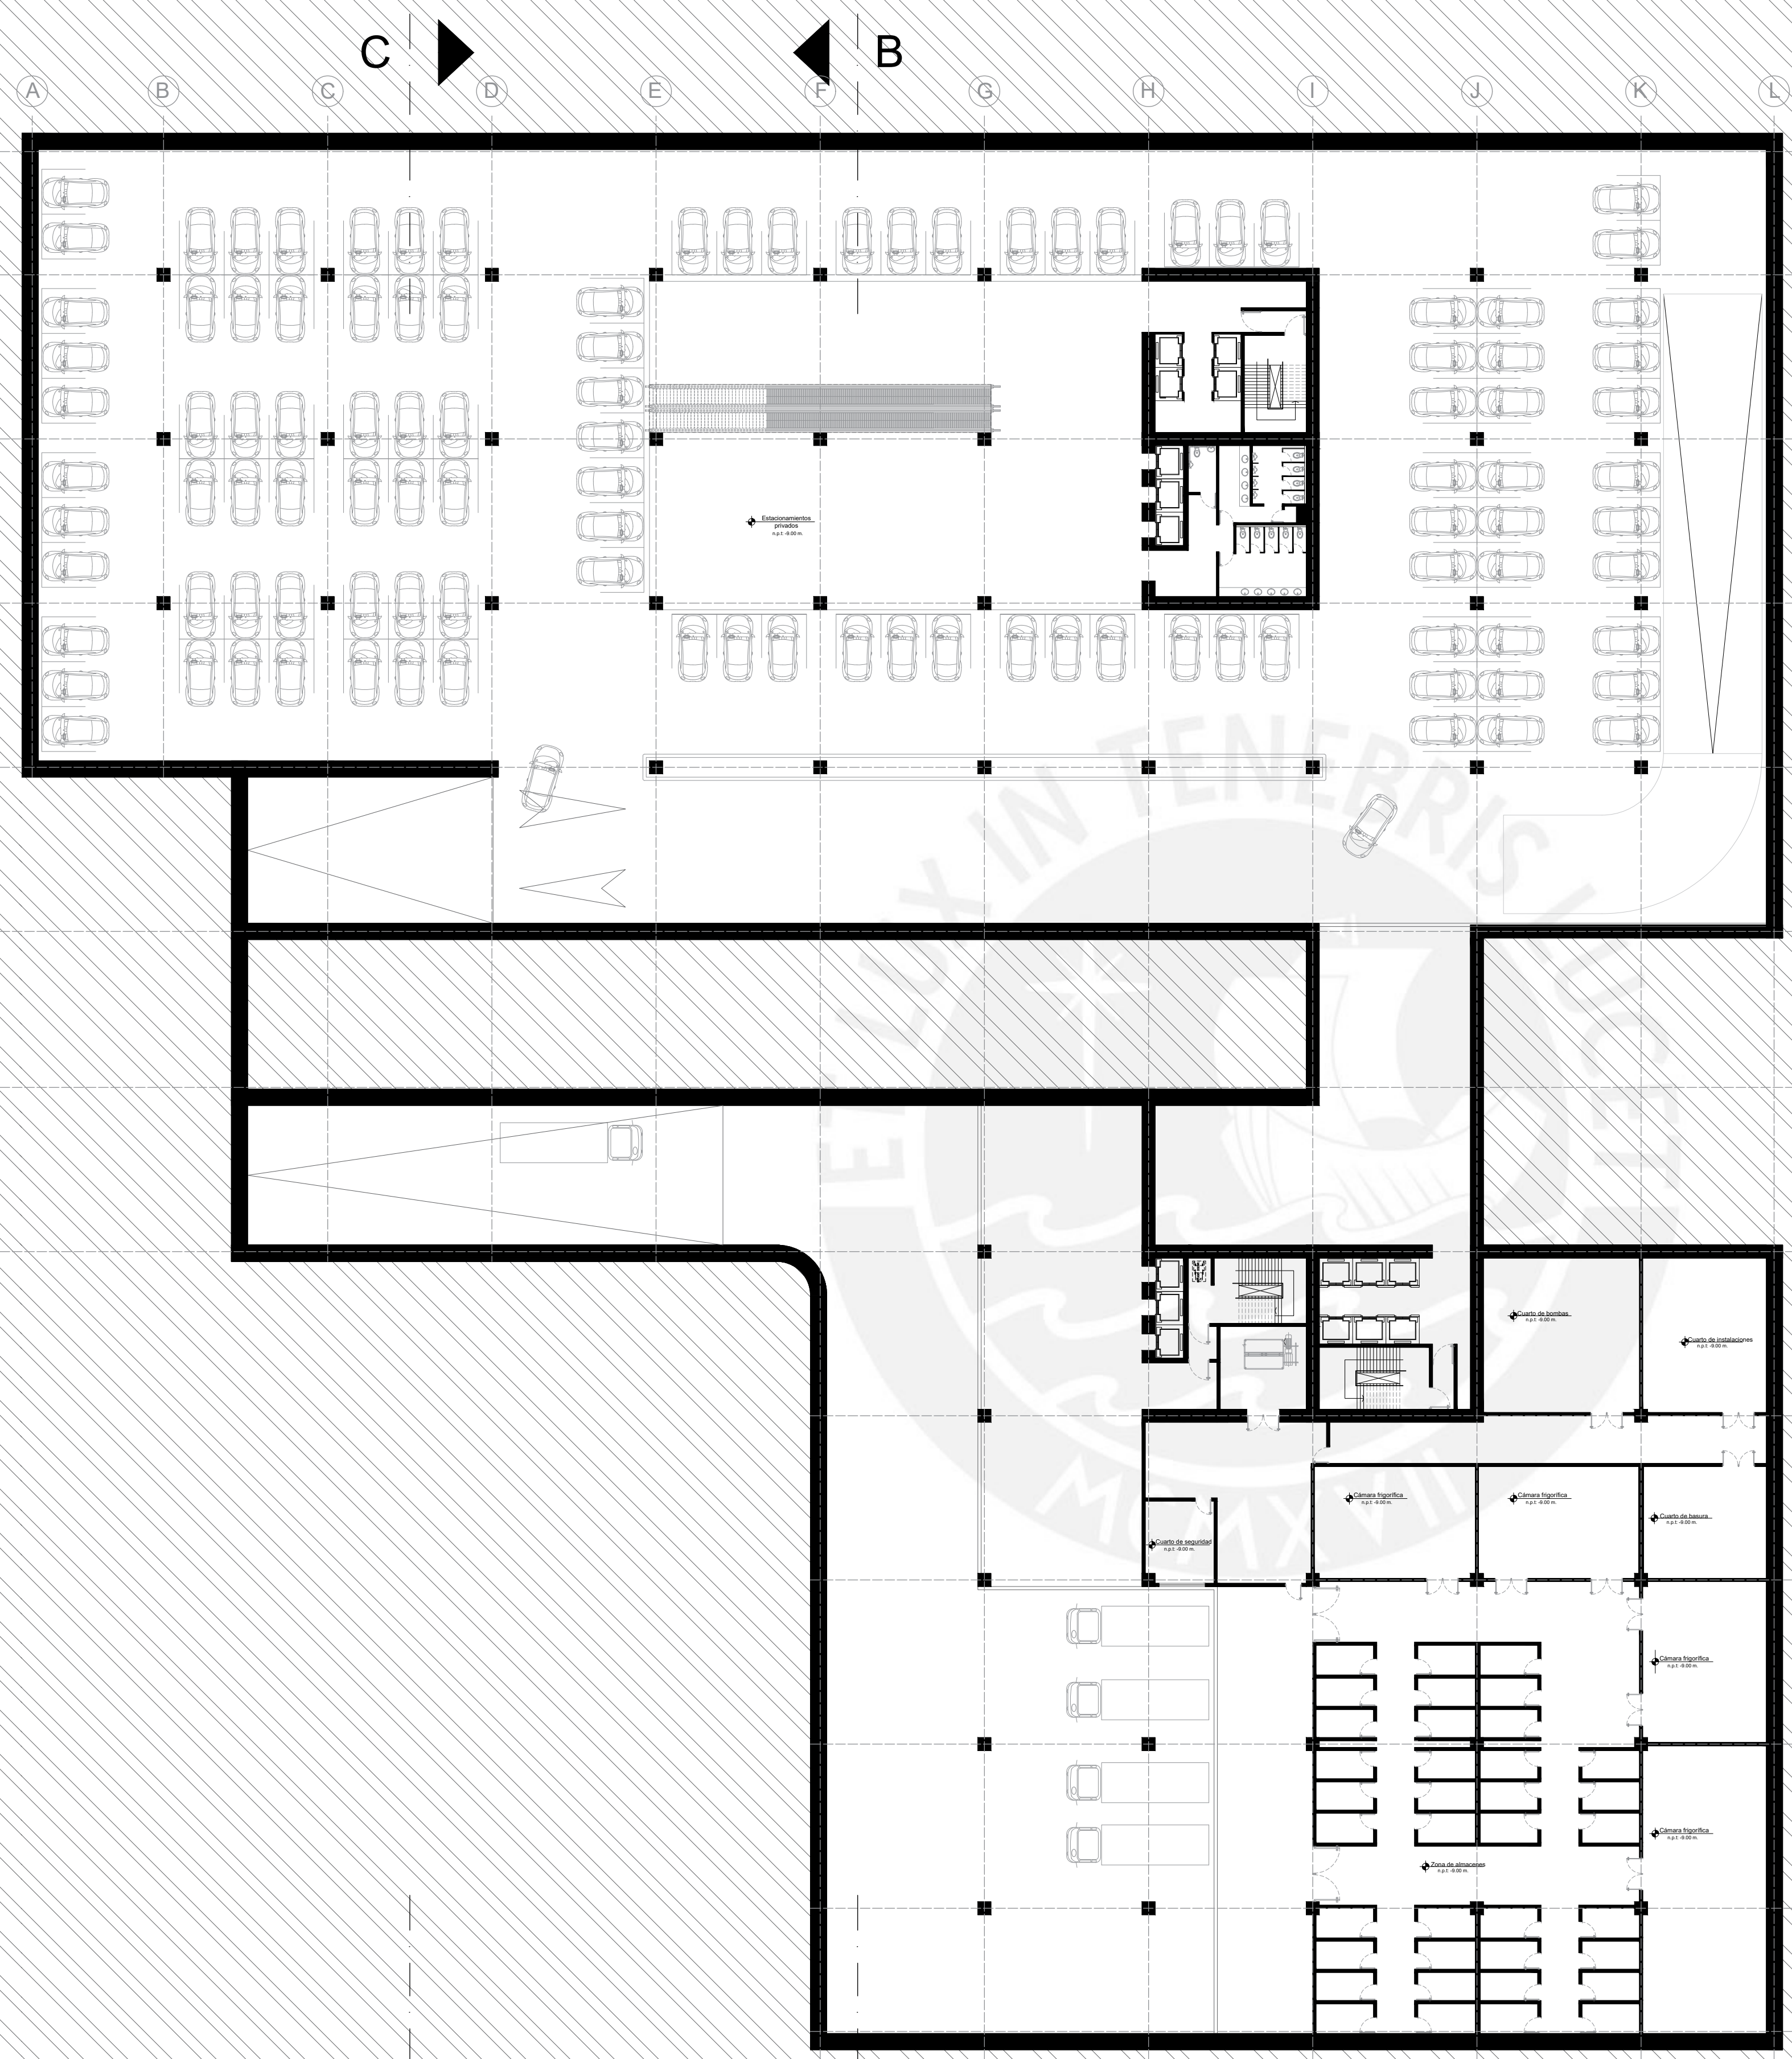 C
B
A
B
C
D
E
F
G
H
I
J
K
L
Estacionamientos
privados
n.p.t: -9.00 m.
ET LUX IN TENEBRIS LUCET
MCMXVII
Cuarto de bombas
n.p.t: -9.00 m.
Cuarto de instalaciones
n.p.t: -9.00 m.
Cámara frigorífica
n.p.t: -9.00 m.
Cámara frigorífica
n.p.t: -9.00 m.
Cuarto de basura
n.p.t: -9.00 m.
Cuarto de seguridad
n.p.t: -9.00 m.
Cámara frigorífica
n.p.t: -9.00 m.
Cámara frigorífica
n.p.t: -9.00 m.
Zona de almacenes
n.p.t: -9.00 m.